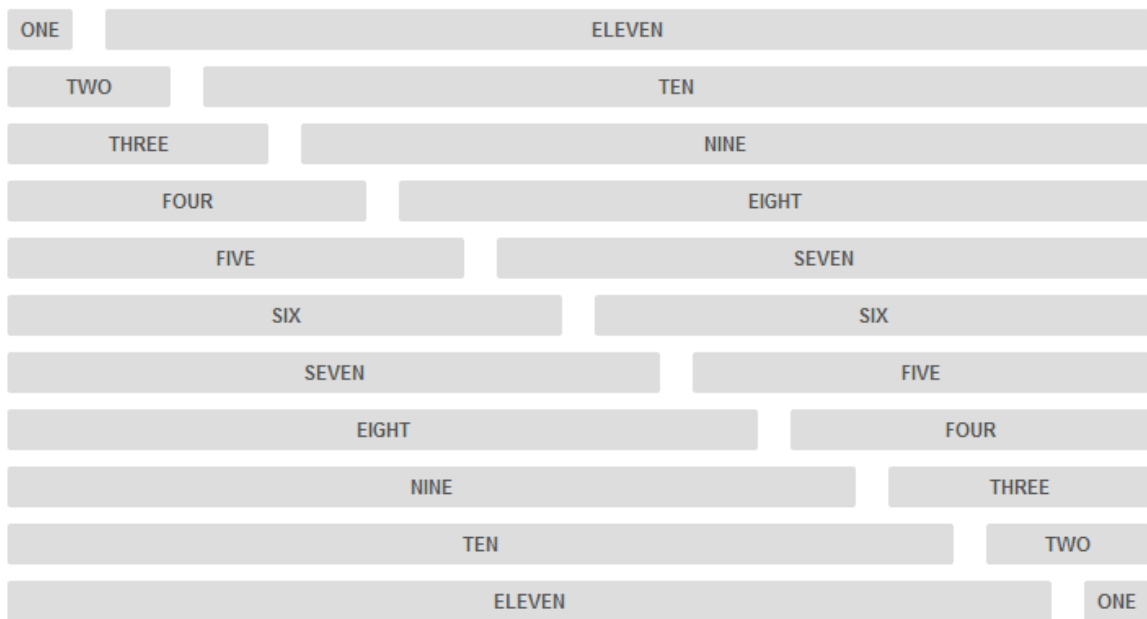 ONE ELEVEN
TWO TEN
THREE NINE
FOUR EIGHT
FIVE SEVEN
SIX SIX
SEVEN FIVE
EIGHT FOUR
NINE THREE
TEN TWO
ELEVEN ONE